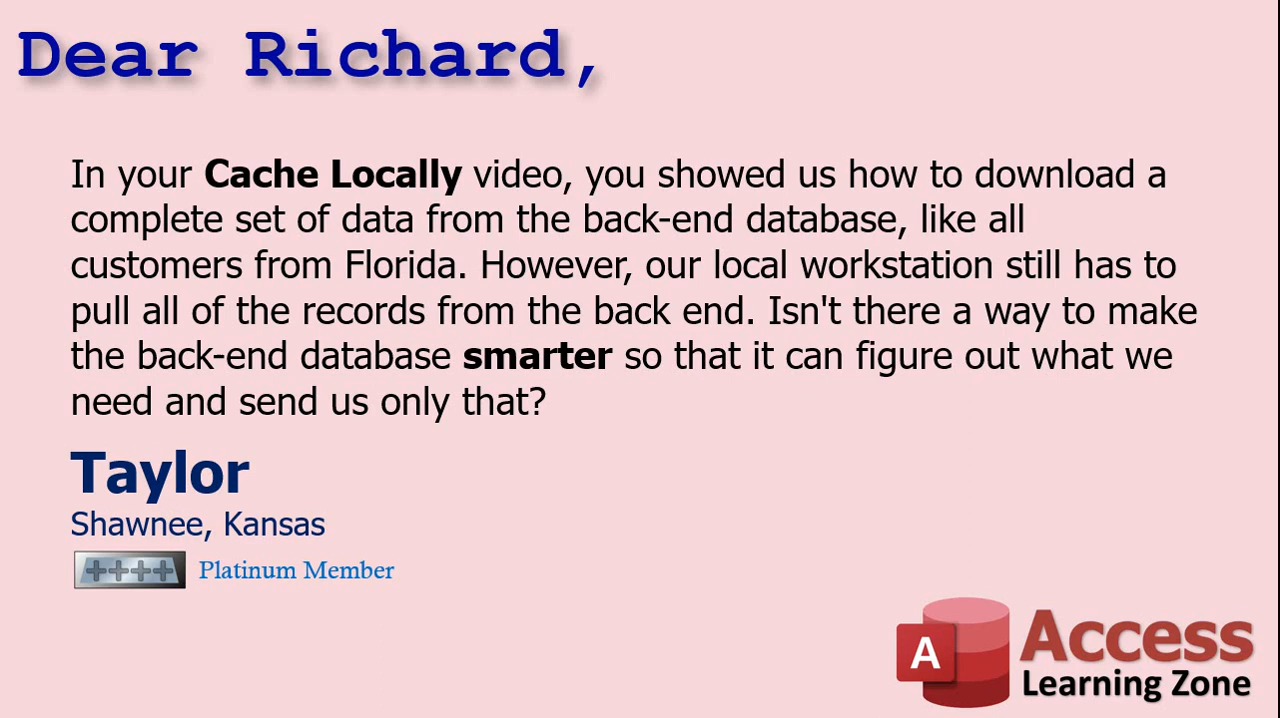 Dear Richard,
In your Cache Locally video, you showed us how to download a
complete set of data from the back-end database, like all
customers from Florida. However, our local workstation still has to
pull all of the records from the back end. Isn't there a way to make
the back-end database smarter so that it can figure out what we
need and send us only that?
Taylor
Shawnee, Kansas
Platinum Member
A
Access
Learning Zone